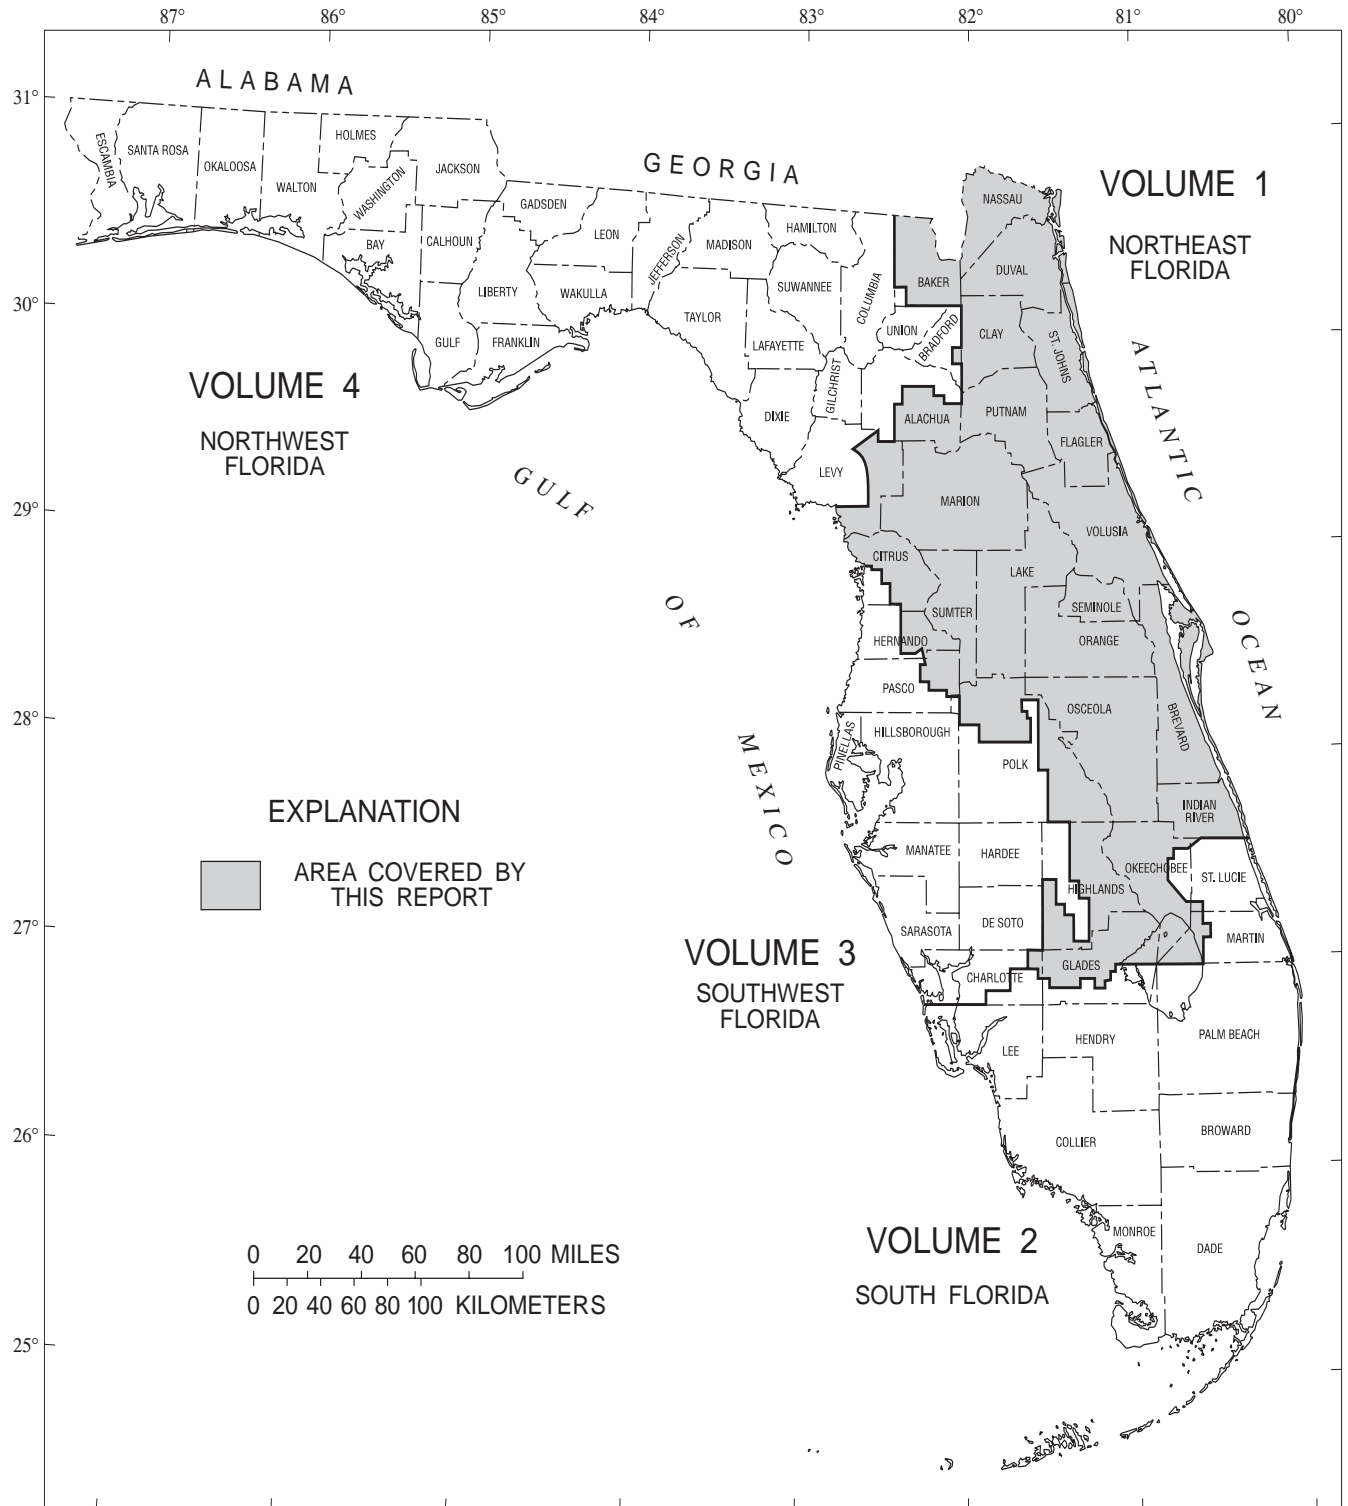 87° 86° 85° 84° 83° 82° 81° 80°
31°
30°
29°
28°
27°
26°
25°
ALABAMA
GEORGIA
ESCAMBIA
SANTA ROSA
OKALOOSA
WALTON
HOLMES
WASHINGTON
JACKSON
BAY
CALHOUN
GULF
GADSDEN
LIBERTY
FRANKLIN
LEON
WAKULLA
JEFFERSON
MADISON
TAYLOR
HAMILTON
SUWANNEE
LAFAYETTE
DIXIE
GILCHRIST
COLUMBIA
LEVY
UNION
BRADFORD
BAKER
NASSAU
DUVAL
CLAY
ST. JOHNS
ALACHUA
PUTNAM
FLAGLER
MARION
VOLUSIA
CITRUS
LAKE
SUMTER
SEMINOLE
ORANGE
HERNANDO
PASCO
OSCEOLA
BREVARD
HILLSBOROUGH
PINELLAS
POLK
INDIAN
RIVER
MANATEE
HARDEE
OKEECHOBEE
ST. LUCIE
HIGHLANDS
SARASOTA
DE SOTO
MARTIN
GLADES
CHARLOTTE
LEE
HENDRY
PALM BEACH
COLLIER
BROWARD
MONROE
DADE
VOLUME 1
NORTHEAST
FLORIDA
VOLUME 4
NORTHWEST
FLORIDA
VOLUME 3
SOUTHWEST
FLORIDA
VOLUME 2
SOUTH FLORIDA
GULF
OF
MEXICO
ATLANTIC
OCEAN
EXPLANATION
AREA COVERED BY
THIS REPORT
0 20 40 60 80 100 MILES
0 20 40 60 80 100 KILOMETERS